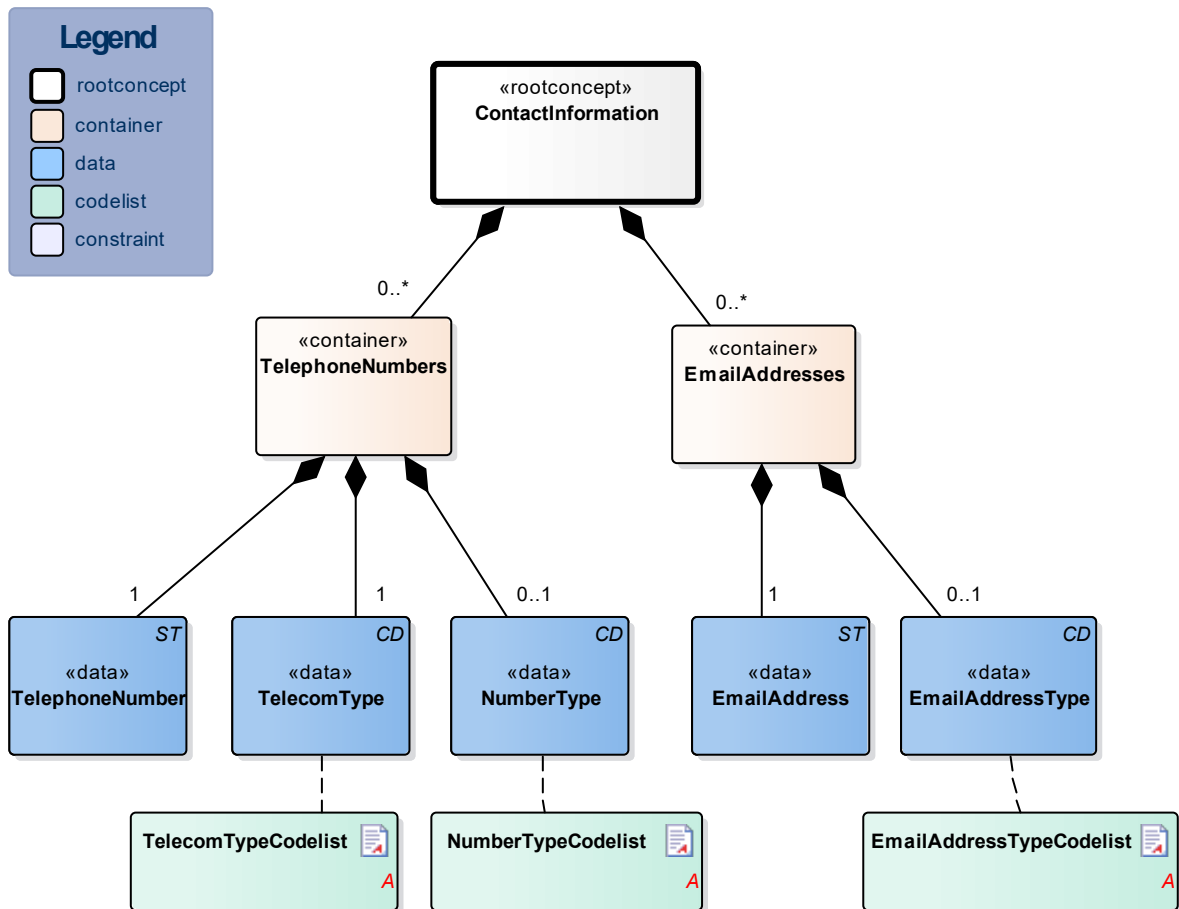 Legend
rootconcept
container
data
codelist
constraint
«rootconcept»
ContactInformation
0..*
0..*
«container»
TelephoneNumbers
«container»
EmailAddresses
1
1
0..1
1
0..1
ST
«data»
TelephoneNumber
CD
«data»
TelecomType
CD
«data»
NumberType
ST
«data»
EmailAddress
CD
«data»
EmailAddressType
TelecomTypeCodelist
A
NumberTypeCodelist
A
EmailAddressTypeCodelist
A